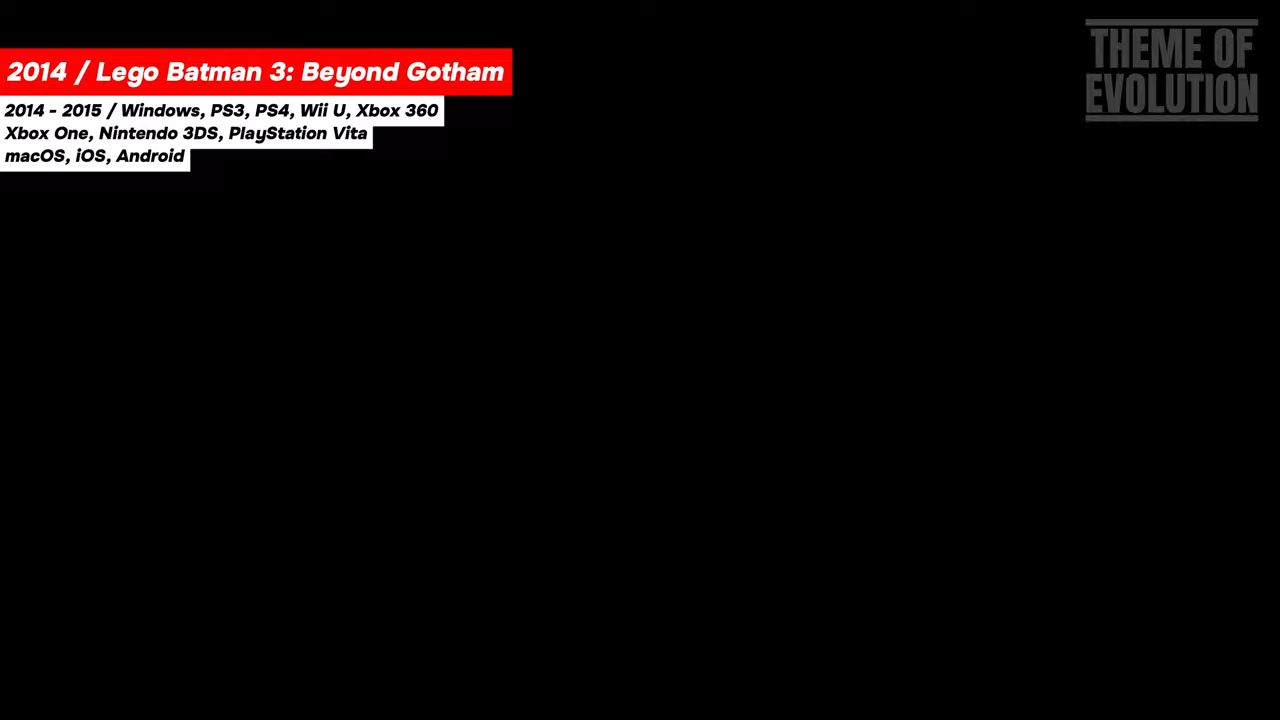 2014 / Lego Batman 3: Beyond Gotham
2014 - 2015 / Windows, PS3, PS4, Wii U, Xbox 360
Xbox One, Nintendo 3DS, PlayStation Vita
macOS, iOS, Android
THEME OF
EVOLUTION